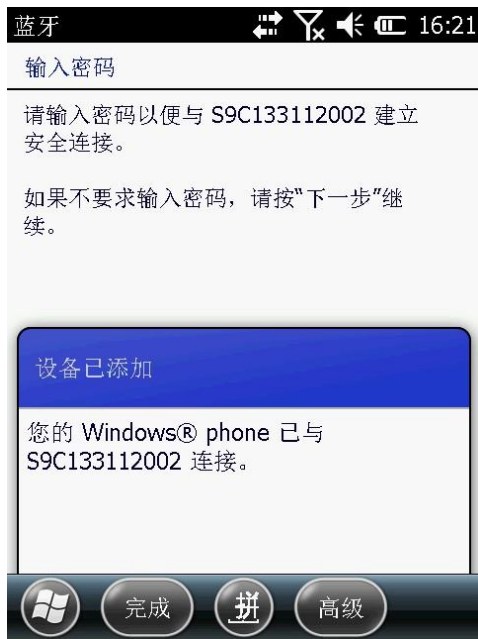 蓝牙 16:21
输入密码
请输入密码以便与 S9C133112002 建立
安全连接。
如果不要求输入密码，请按“下一步”继
续。
设备已添加
您的 Windows® phone 已与
S9C133112002 连接。
完成 拼 高级